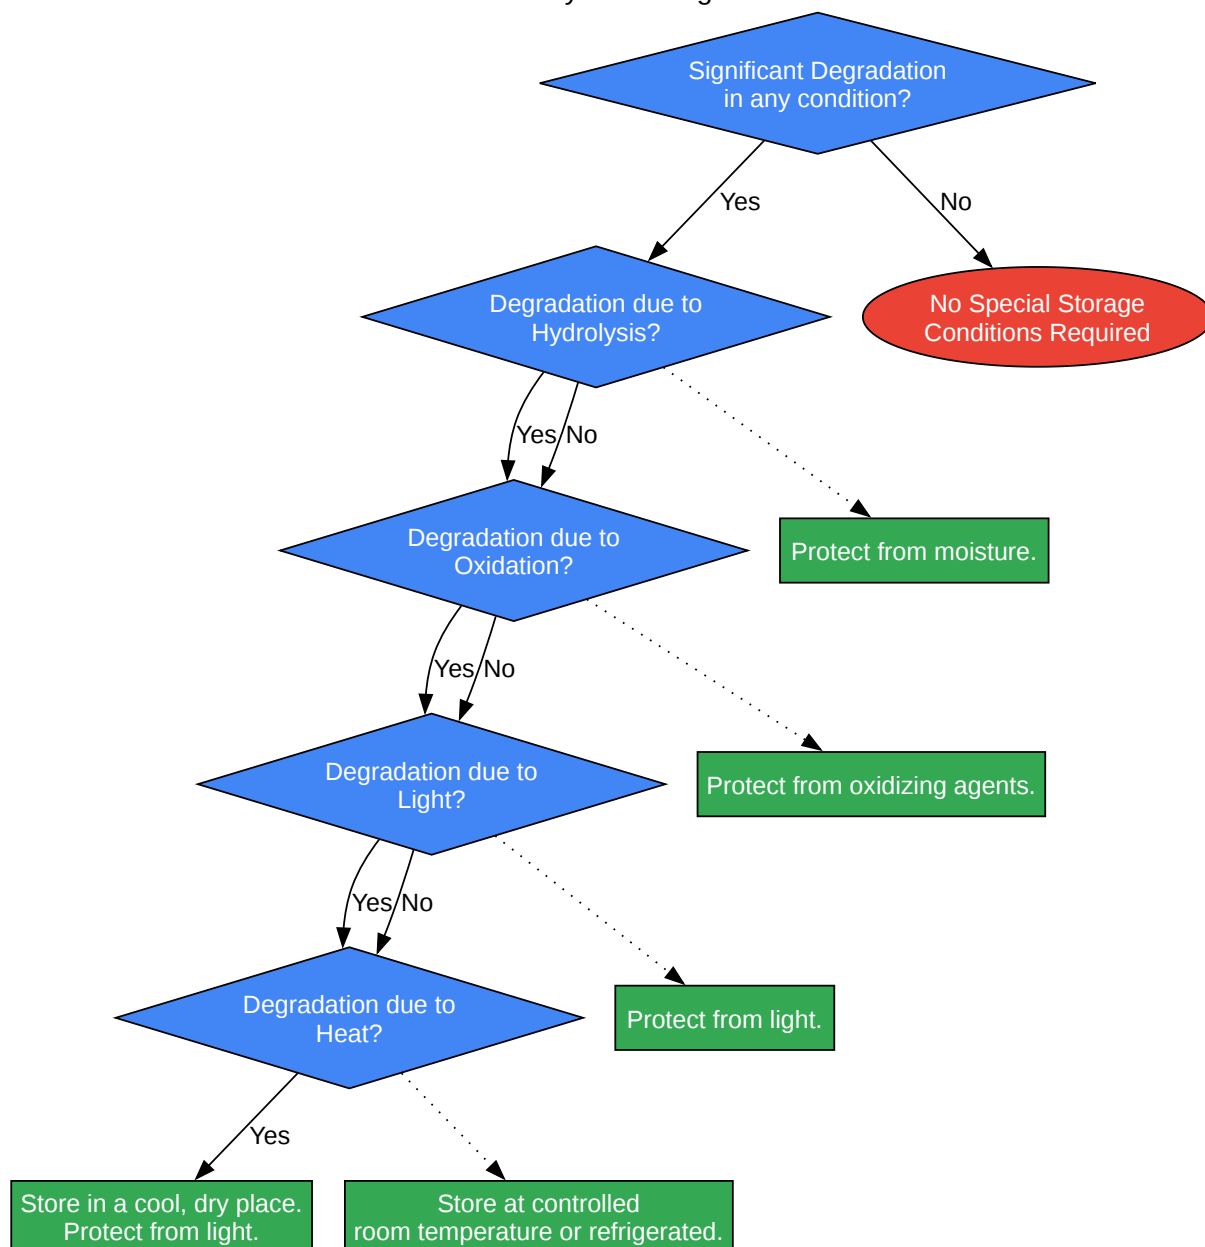 Significant Degradation
in any condition?
Yes
No
Degradation due to
Hydrolysis?
No Special Storage
Conditions Required
Yes
No
Degradation due to
Oxidation?
Protect from moisture.
Yes
No
Degradation due to
Light?
Protect from oxidizing agents.
Yes
No
Degradation due to
Heat?
Protect from light.
Yes
Store in a cool, dry place.
Protect from light.
Store at controlled
room temperature or refrigerated.